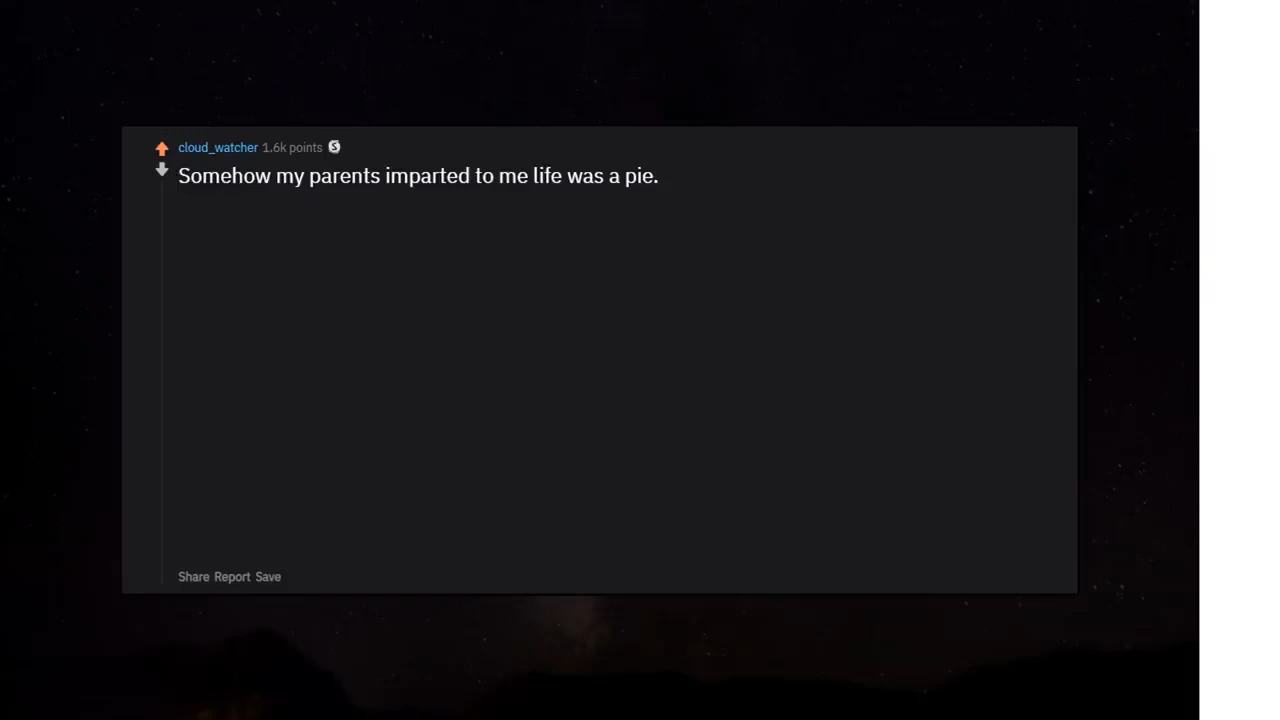 cloud_watcher 1.6k points S
Somehow my parents imparted to me life was a pie.
Share Report Save